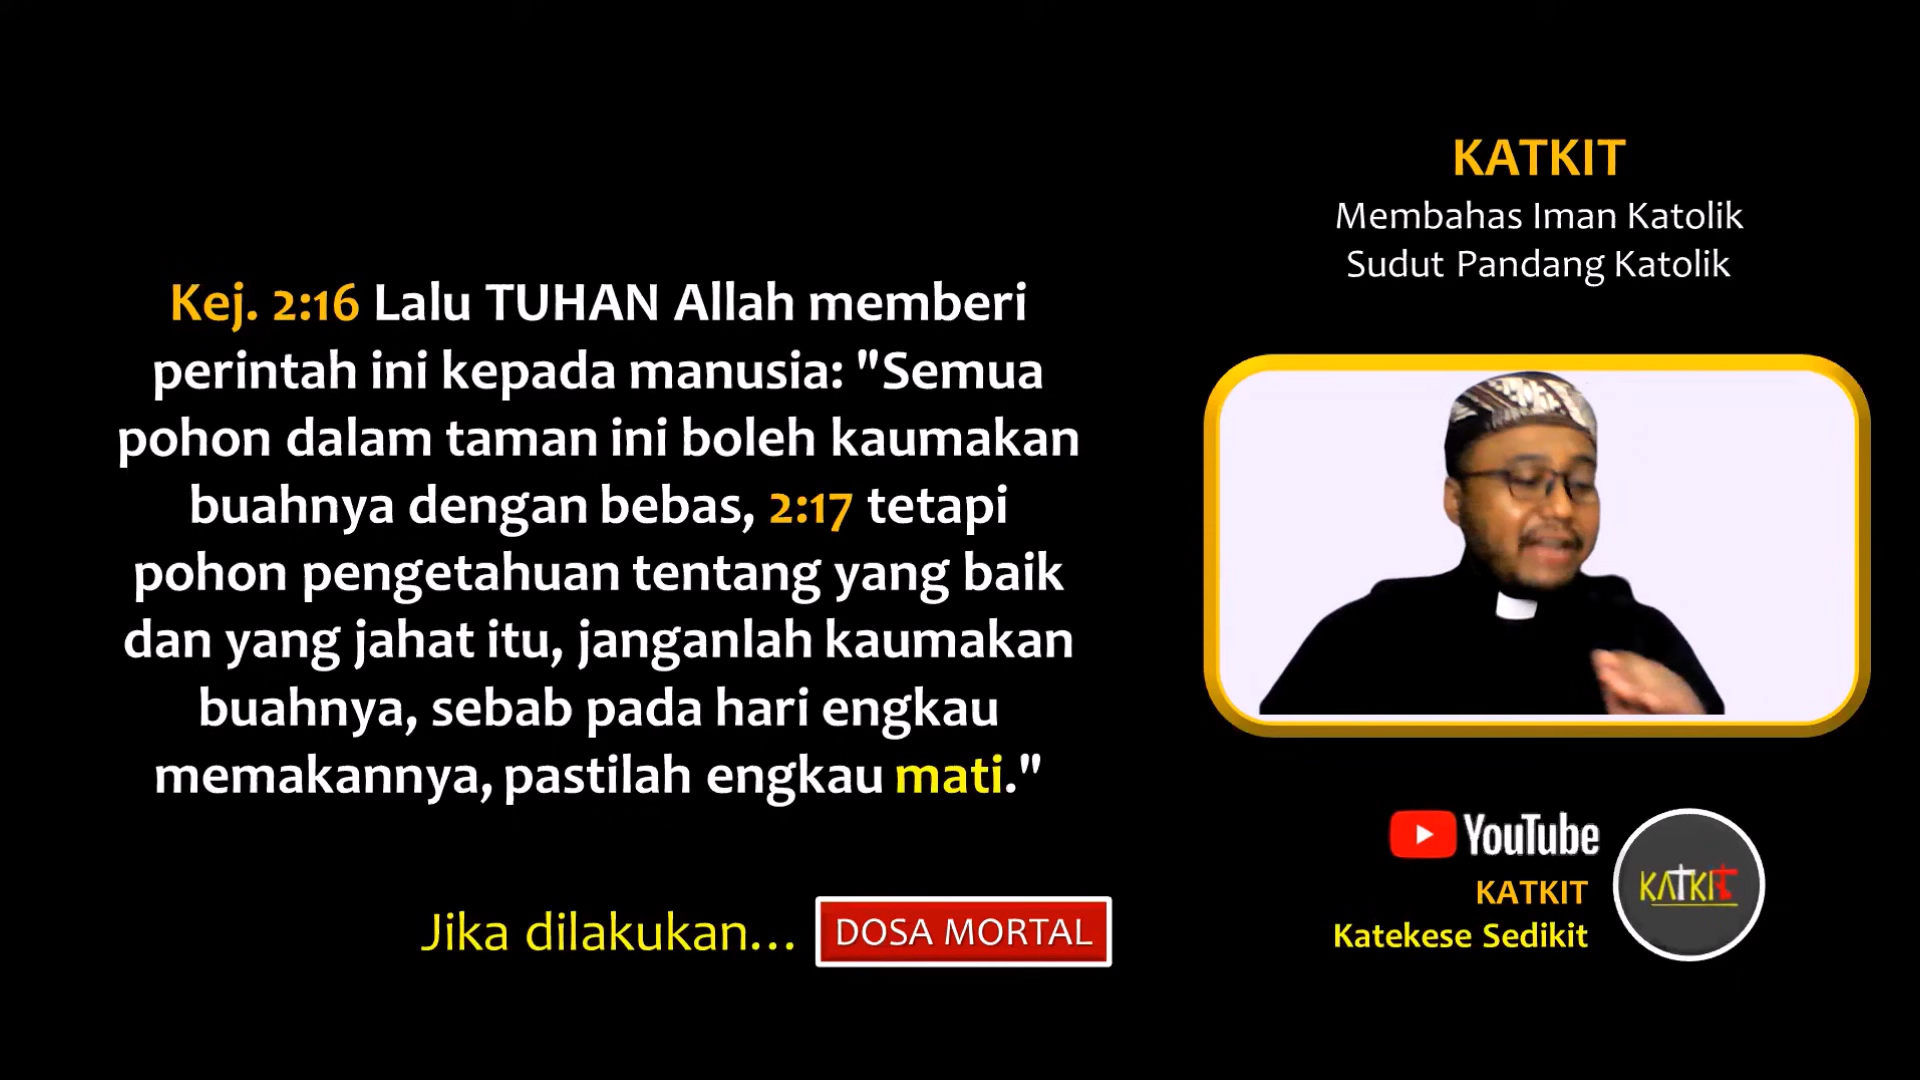 Kej. 2:16 Lalu TUHAN Allah memberi
perintah ini kepada manusia: "Semua
pohon dalam taman ini boleh kaumakan
buahnya dengan bebas, 2:17 tetapi
pohon pengetahuan tentang yang baik
dan yang jahat itu, janganlah kaumakan
buahnya, sebab pada hari engkau
memakannya, pastilah engkau mati."
Jika dilakukan...
DOSA MORTAL
KATKIT
Membahas Iman Katolik
Sudut Pandang Katolik
YouTube
KATKIT
Katekese Sedikit
KATKIT